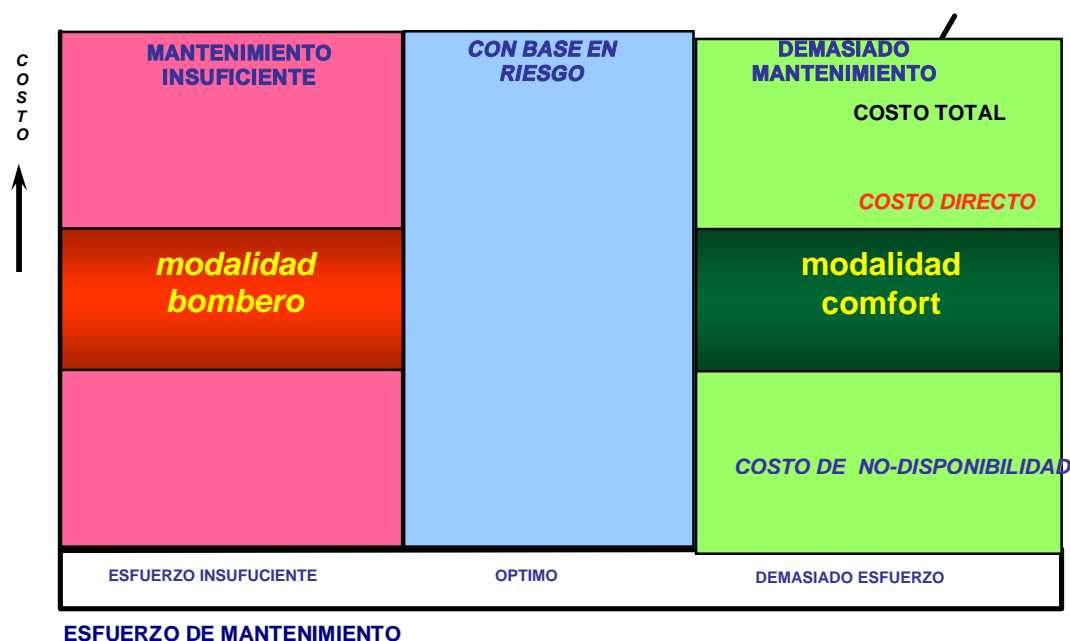 COSTO
MANTENIMIENTO
INSUFICIENTE
CON BASE EN
RIESGO
DEMASIADO
MANTENIMIENTO
COSTO TOTAL
COSTO DIRECTO
modalidad
bombero
modalidad
comfort
COSTO DE NO-DISPONIBILIDAD
ESFUERZO INSUFUCIENTE
OPTIMO
DEMASIADO ESFUERZO
ESFUERZO DE MANTENIMIENTO